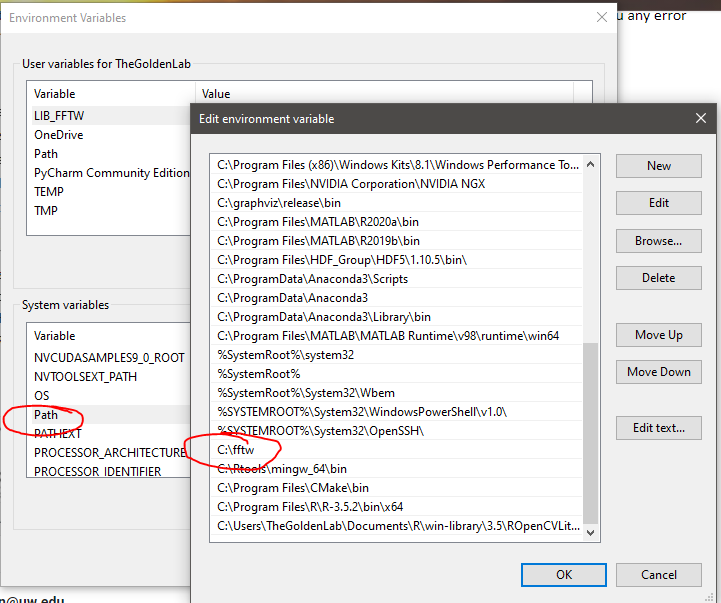 Environment Variables
u any error
User variables for TheGoldenLab
Variable Value
LIB_FFTW
OneDrive
Path
PyCharm Community Edition
TEMP
TMP
System variables
Variable
NVCUDASAMPLES9_0_ROOT
NVTOOLSEXT_PATH
OS
Path
PATHEXT
PROCESSOR_ARCHITECTURE
PROCESSOR_IDENTIFIER
Edit environment variable
C:\Program Files (x86)\Windows Kits\8.1\Windows Performance To...
C:\Program Files\NVIDIA Corporation\NVIDIA NGX
C:\graphviz\release\bin
C:\Program Files\MATLAB\R2020a\bin
C:\Program Files\MATLAB\R2019b\bin
C:\Program Files\HDF_Group\HDF5\1.10.5\bin\
C:\ProgramData\Anaconda3\Scripts
C:\ProgramData\Anaconda3
C:\ProgramData\Anaconda3\Library\bin
C:\Program Files\MATLAB\MATLAB Runtime\v98\runtime\win64
%SystemRoot%\system32
%SystemRoot%
%SystemRoot%\System32\Wbem
%SYSTEMROOT%\System32\WindowsPowerShell\v1.0\
%SYSTEMROOT%\System32\OpenSSH\
C:\fftw
C:\Rtools\mingw_64\bin
C:\Program Files\CMake\bin
C:\Program Files\R\R-3.5.2\bin\x64
C:\Users\TheGoldenLab\Documents\R\win-library\3.5\ROpenCVLit...
New
Edit
Browse...
Delete
Move Up
Move Down
Edit text...
OK
Cancel
n@uw.edu